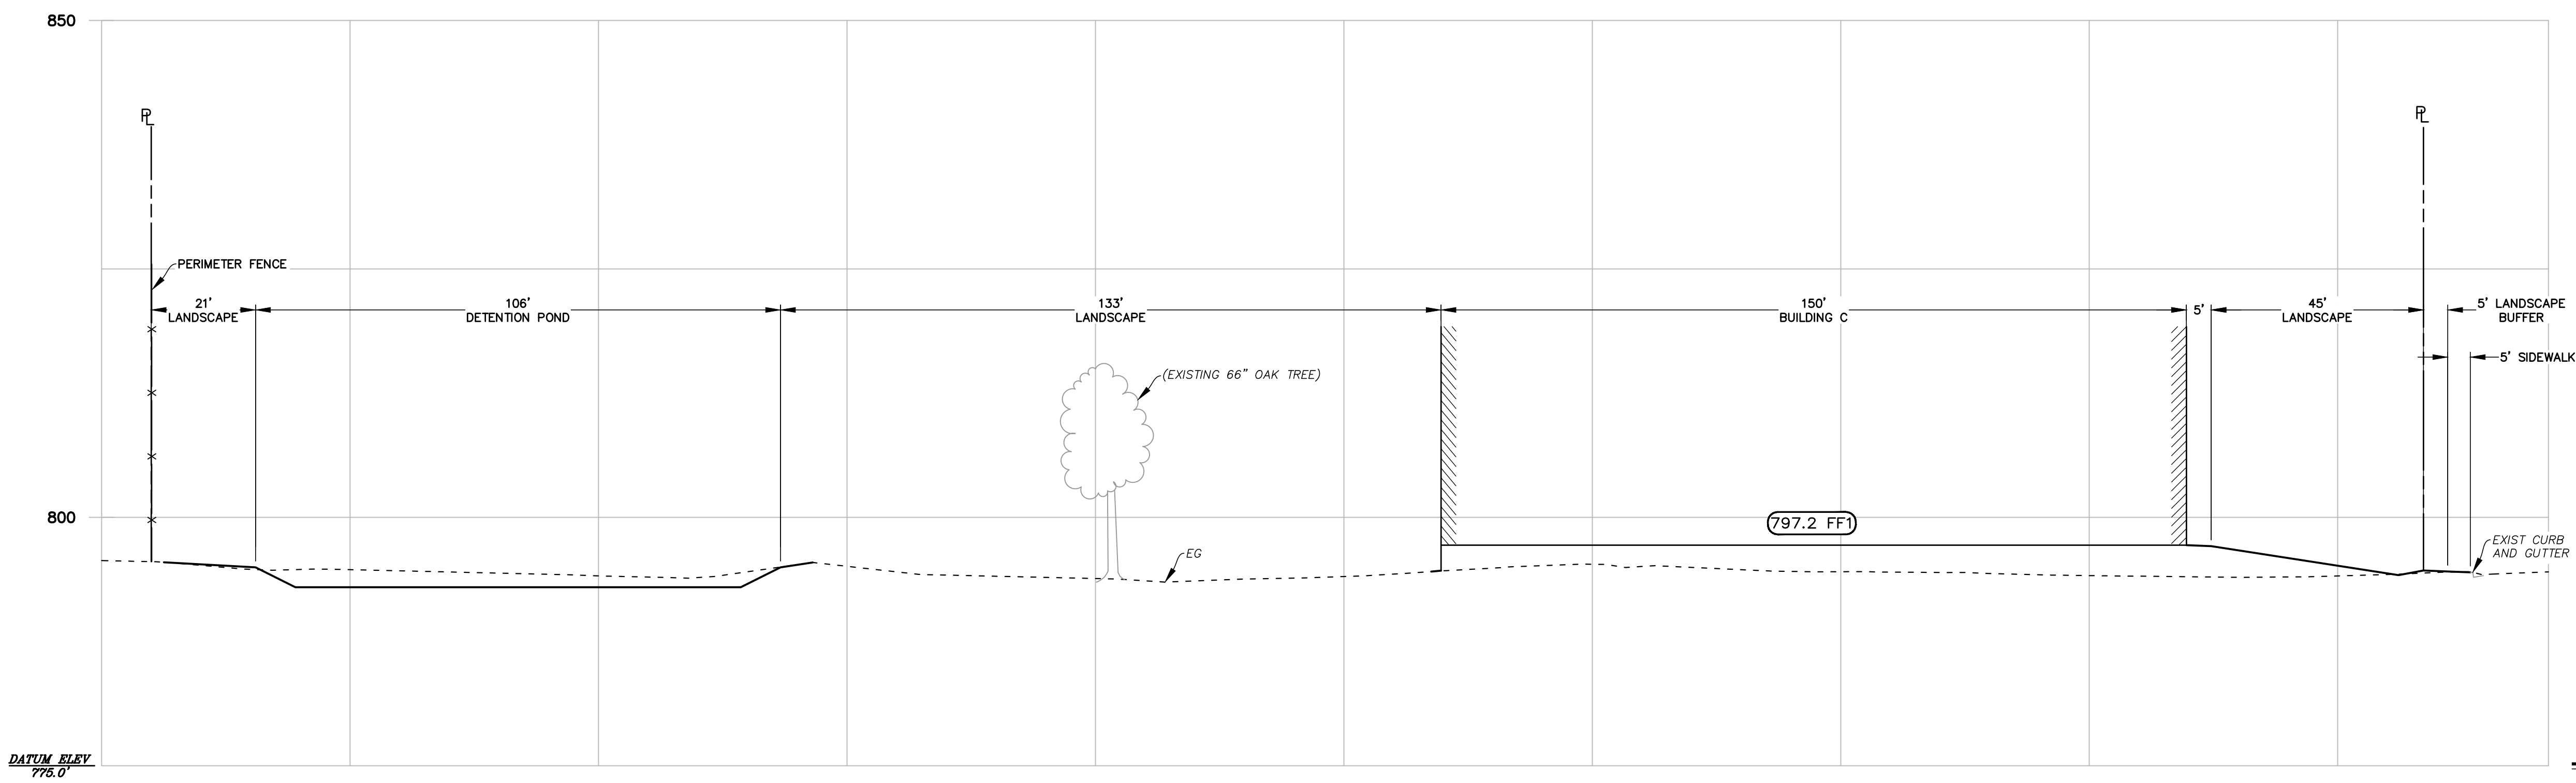 850
PL
PL
PERIMETER FENCE
21'
LANDSCAPE
106'
DETENTION POND
133'
LANDSCAPE
150'
BUILDING C
5'
45'
LANDSCAPE
5' LANDSCAPE
BUFFER
5' SIDEWALK
(EXISTING 66" OAK TREE)
800
797.2 FF1
EG
EXIST CURB
AND GUTTER
DATUM ELEV
775.0'